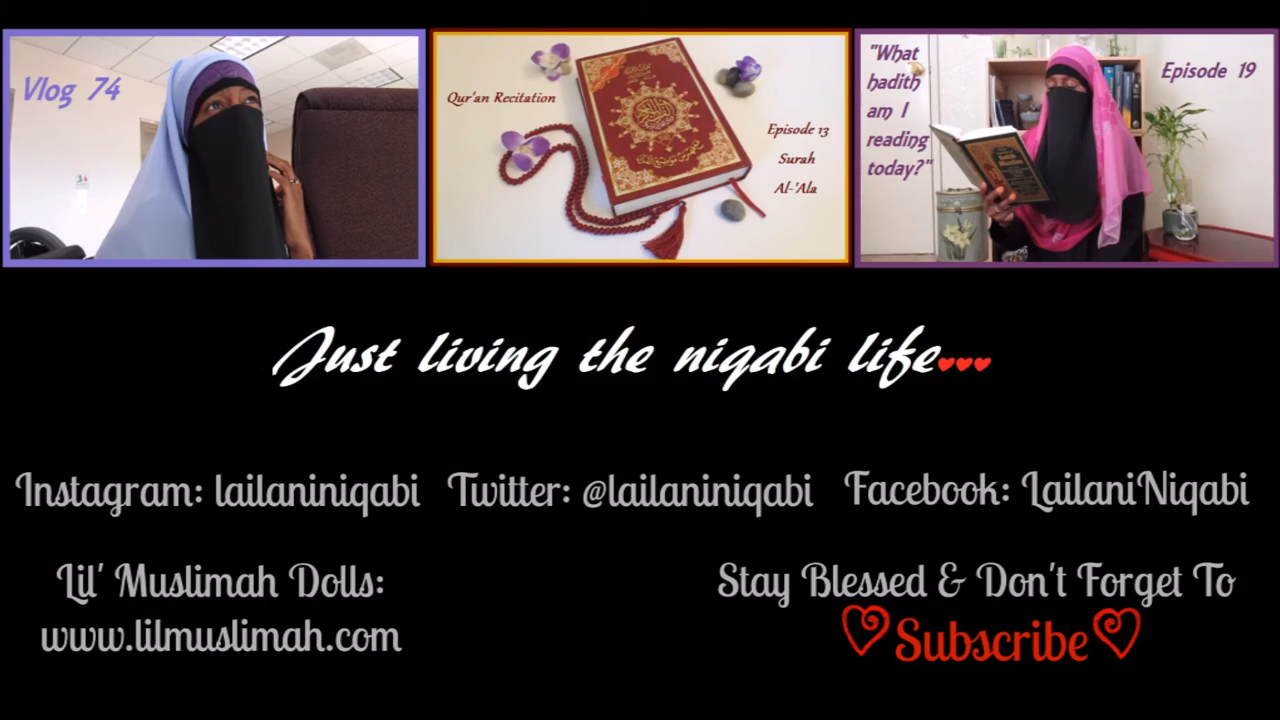 Vlog 74
Qur'an Recitation
Episode 13
Surah
Al-'Ala
"What
hadith
am I
reading
today?"
Episode 19
Just living the niqabi life
Instagram: lailaniniqabi
Twitter: @lailaniniqabi
Facebook: LailaniNiqabi
Lil' Muslimah Dolls:
www.lilmuslimah.com
Stay Blessed & Don't Forget To
Subscribe